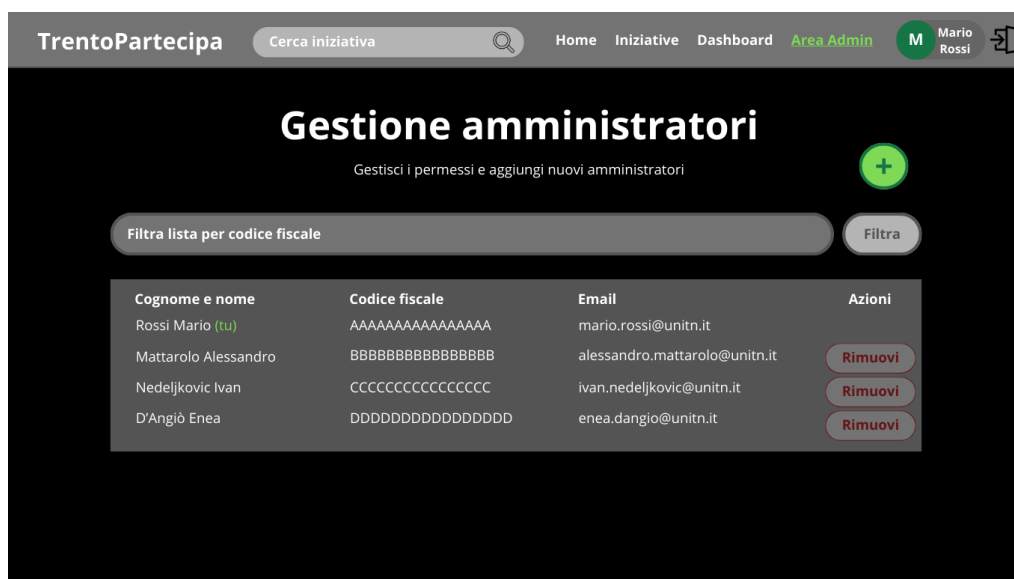 TrentoPartecipa Cerca iniziativa Home Iniziative Dashboard Area Admin M Mario Rossi
Gestione amministratori
Gestisci i permessi e aggiungi nuovi amministratori
+
Filtra lista per codice fiscale Filtra
Cognome e nome Codice fiscale Email Azioni
Rossi Mario (tu) AAAAAAAAAAAAAAAA mario.rossi@unitn.it
Mattarolo Alessandro BBBBBBBBBBBBBBBB alessandro.mattarolo@unitn.it Rimuovi
Nedeljkovic Ivan CCCCCCCCCCCCCCCC ivan.nedeljkovic@unitn.it Rimuovi
D’Angiò Enea DDDDDDDDDDDDDDDD enea.dangio@unitn.it Rimuovi